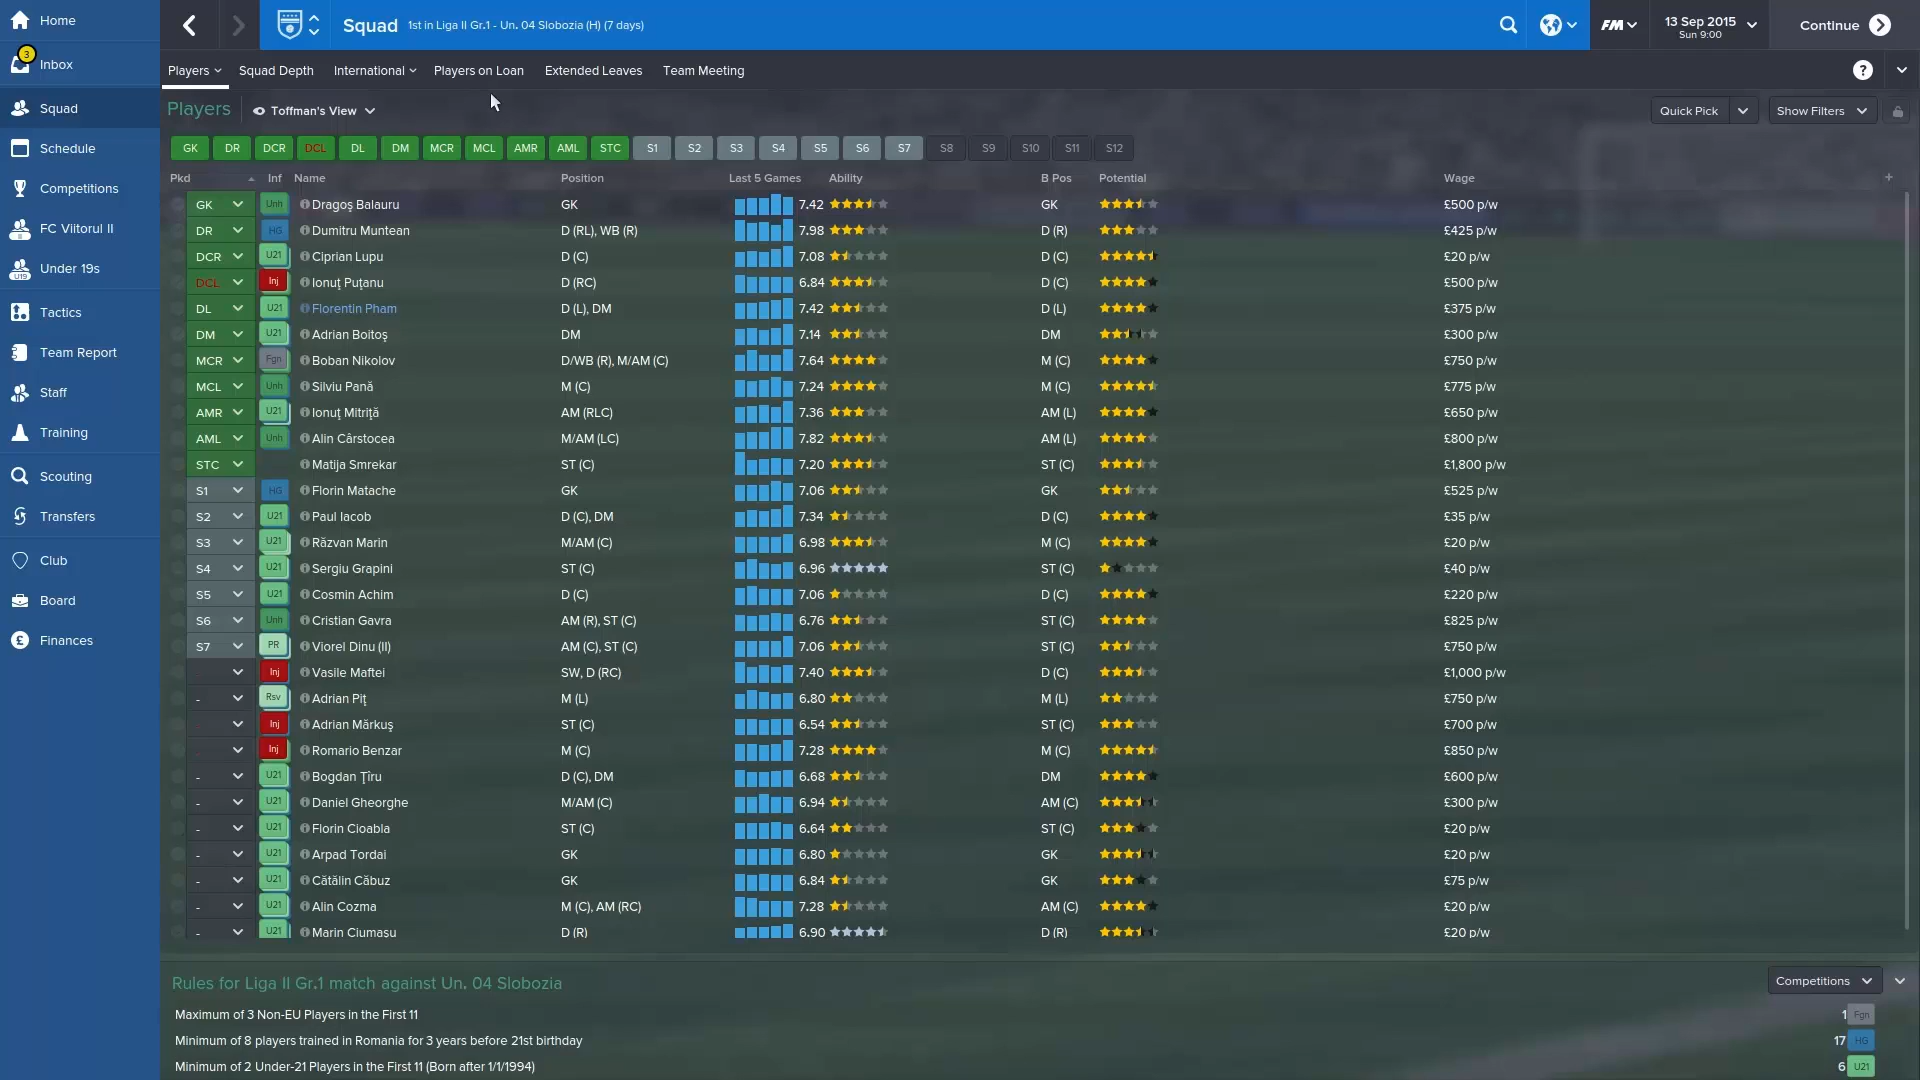 Home
3
Inbox
Squad
Schedule
Competitions
FC Viitorul II
U19
Under 19s
Tactics
Team Report
Staff
Training
Scouting
Transfers
Club
Board
£ Finances
Squad 1st in Liga II Gr.1 - Un. 04 Slobozia (H) (7 days)
FM
13 Sep 2015
Sun 9:00
Continue
Players Squad Depth International Players on Loan Extended Leaves Team Meeting ?
Players Toffman's View Quick Pick Show Filters
GK DR DCR DCL DL DM MCR MCL AMR AML STC S1 S2 S3 S4 S5 S6 S7 S8 S9 S10 S11 S12
Pkd Inf Name Position Last 5 Games Ability B Pos Potential Wage +
GK Unh Dragoş Balauru GK 7.42 GK £500 p/w
DR HG Dumitru Muntean D (RL), WB (R) 7.98 D (R) £425 p/w
DCR U21 Ciprian Lupu D (C) 7.08 D (C) £20 p/w
DCL Inj Ionuţ Puţanu D (RC) 6.84 D (C) £500 p/w
DL U21 Florentin Pham D (L), DM 7.42 D (L) £375 p/w
DM U21 Adrian Boitoş DM 7.14 DM £300 p/w
MCR Fgn Boban Nikolov D/WB (R), M/AM (C) 7.64 M (C) £750 p/w
MCL Unh Silviu Pană M (C) 7.24 M (C) £775 p/w
AMR U21 Ionuţ Mitriţă AM (RLC) 7.36 AM (L) £650 p/w
AML Unh Alin Cârstocea M/AM (LC) 7.82 AM (L) £800 p/w
STC Matija Smrekar ST (C) 7.20 ST (C) £1,800 p/w
S1 HG Florin Matache GK 7.06 GK £525 p/w
S2 U21 Paul Iacob D (C), DM 7.34 D (C) £35 p/w
S3 U21 Răzvan Marin M/AM (C) 6.98 M (C) £20 p/w
S4 U21 Sergiu Grapini ST (C) 6.96 ST (C) £40 p/w
S5 U21 Cosmin Achim D (C) 7.06 D (C) £220 p/w
S6 Unh Cristian Gavra AM (R), ST (C) 6.76 ST (C) £825 p/w
S7 PR Viorel Dinu (II) AM (C), ST (C) 7.06 ST (C) £750 p/w
- Inj Vasile Maftei SW, D (RC) 7.40 D (C) £1,000 p/w
- Rsv Adrian Piţ M (L) 6.80 M (L) £750 p/w
- Inj Adrian Mărkuş ST (C) 6.54 ST (C) £700 p/w
- Inj Romario Benzar M (C) 7.28 M (C) £850 p/w
- U21 Bogdan Ţîru D (C), DM 6.68 DM £600 p/w
- U21 Daniel Gheorghe M/AM (C) 6.94 AM (C) £300 p/w
- U21 Florin Cioabla ST (C) 6.64 ST (C) £20 p/w
- U21 Arpad Tordai GK 6.80 GK £20 p/w
- U21 Cătălin Căbuz GK 6.84 GK £75 p/w
- U21 Alin Cozma M (C), AM (RC) 7.28 AM (C) £20 p/w
- U21 Marin Ciumasu D (R) 6.90 D (R) £20 p/w
Rules for Liga II Gr.1 match against Un. 04 Slobozia Competitions
Maximum of 3 Non-EU Players in the First 11 1 Fgn
Minimum of 8 players trained in Romania for 3 years before 21st birthday 17 HG
Minimum of 2 Under-21 Players in the First 11 (Born after 1/1/1994) 6 U21